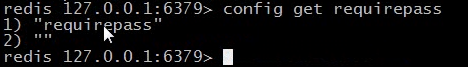 redis 127.0.0.1:6379> config get requirepass
1) "requirepass"
2) ""
redis 127.0.0.1:6379>